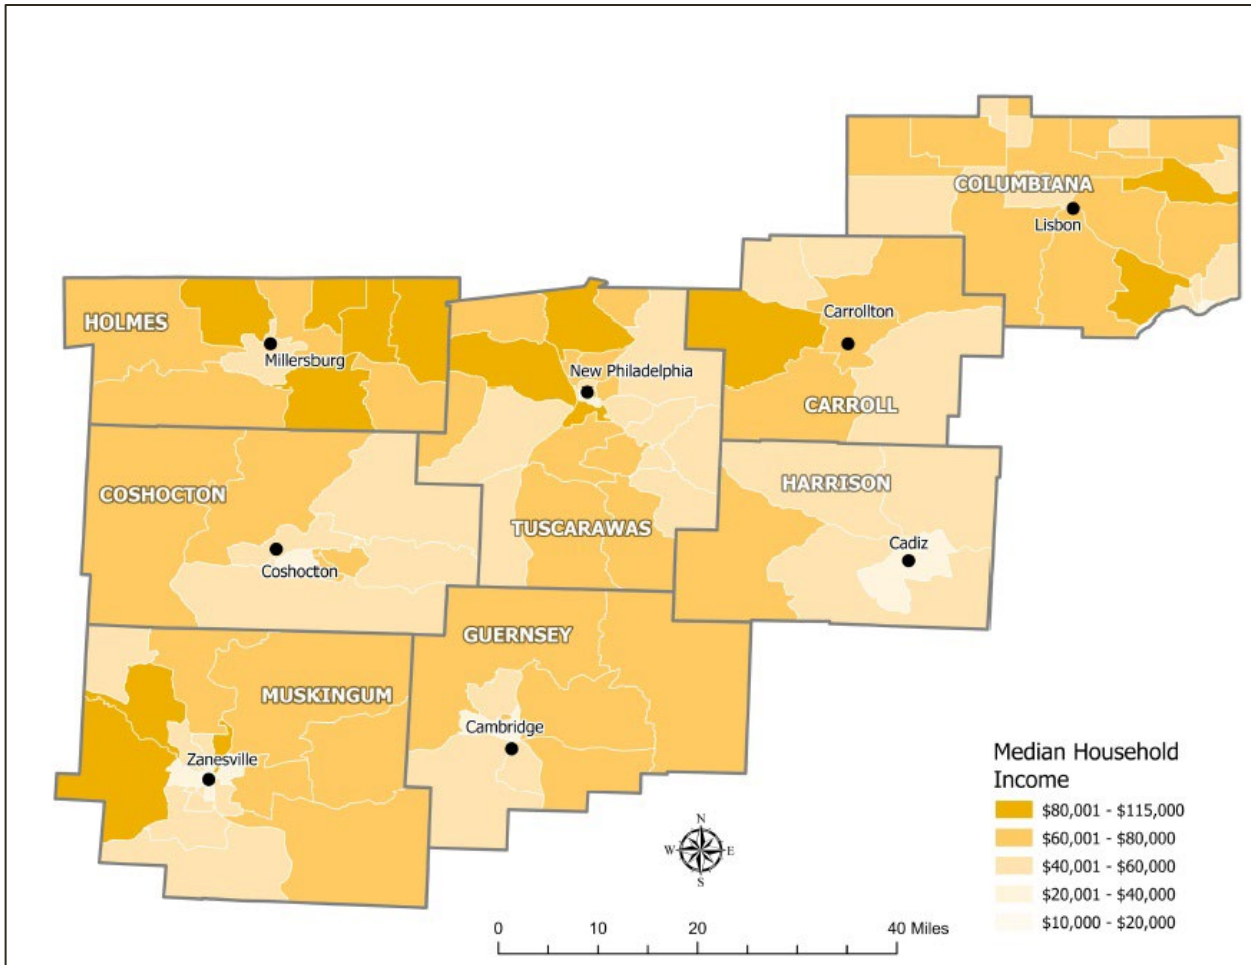 COLUMBIANA
Lisbon
HOLMES
Millersburg
Carrollton
New Philadelphia
CARROLL
COSHOCTON
Coshocton
TUSCARAWAS
HARRISON
Cadiz
GUERNSEY
MUSKINGUM
Cambridge
Zanesville
N
W E
S
0 10 20 40 Miles
Median Household
Income
$80,001 - $115,000
$60,001 - $80,000
$40,001 - $60,000
$20,001 - $40,000
$10,000 - $20,000